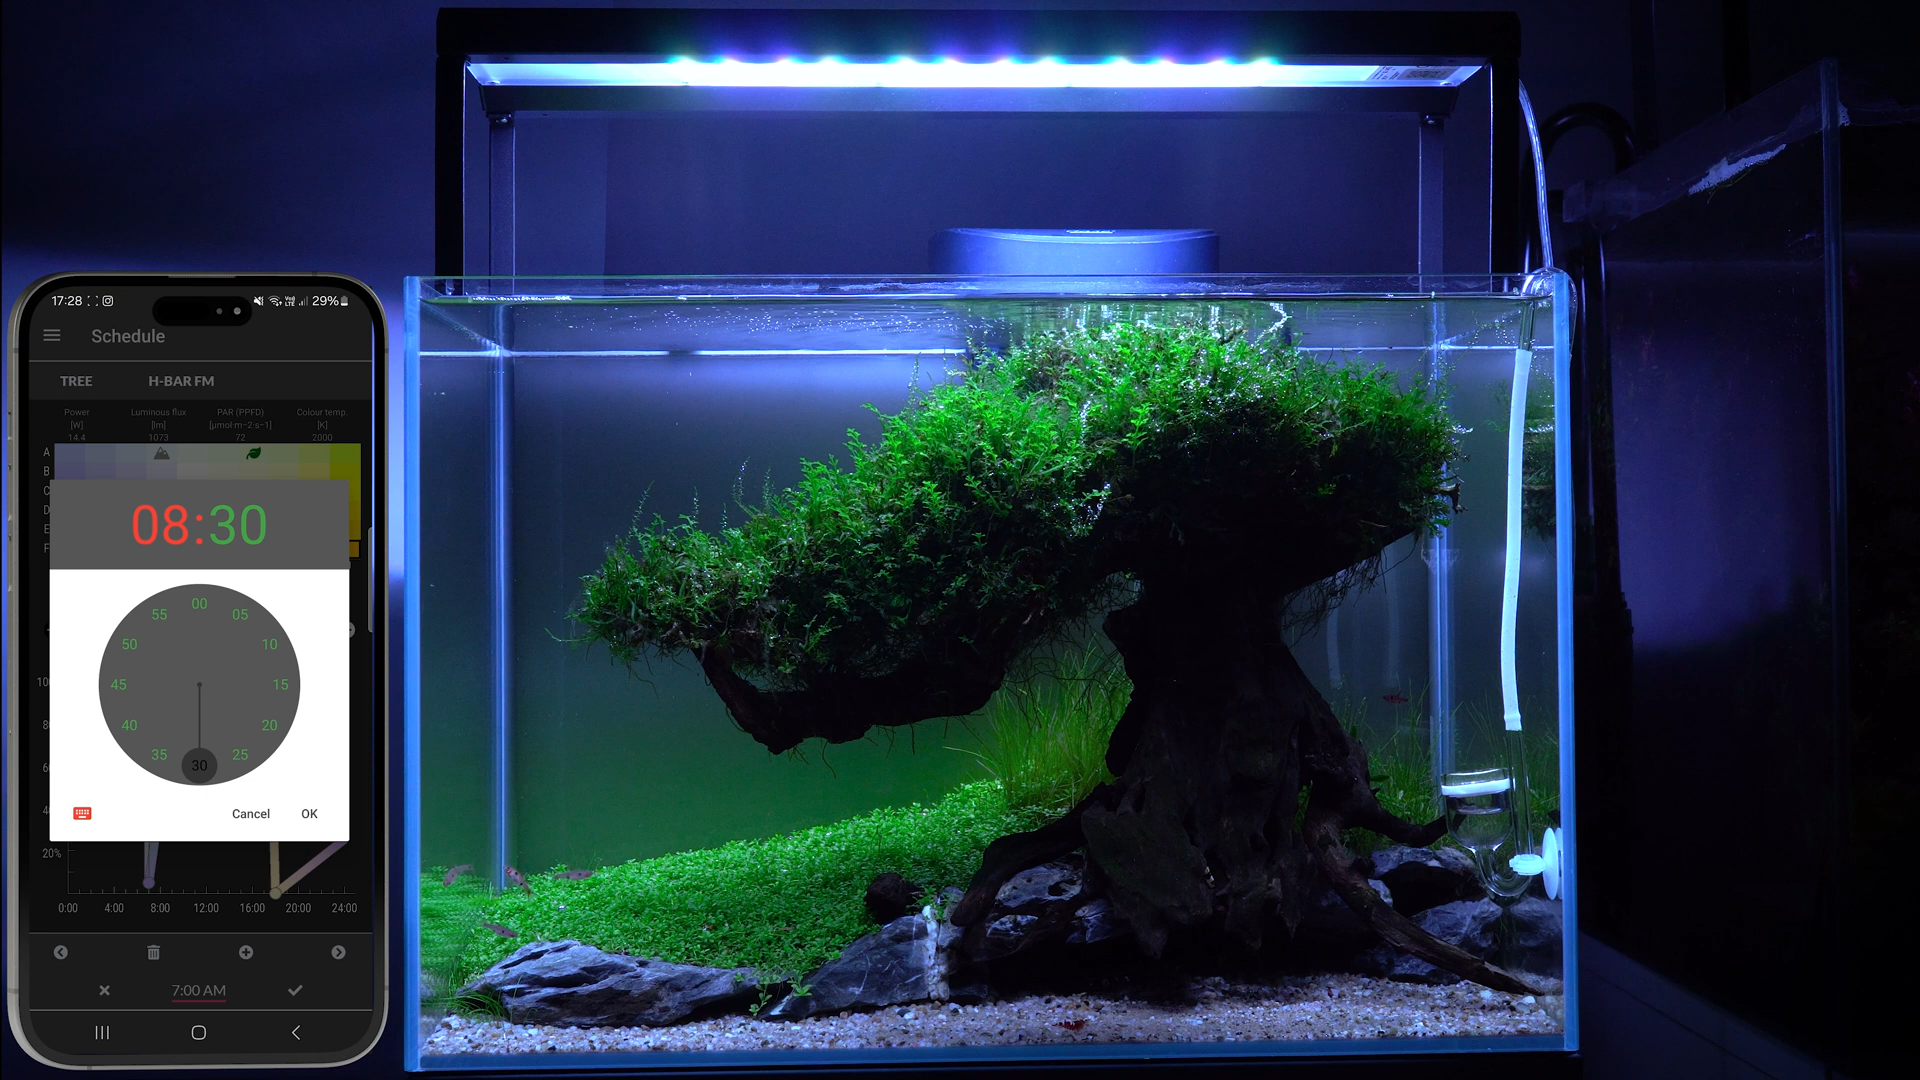 17:28
VoD
LTE
29%
Schedule
TREE H-BAR FM
Power Luminous flux PAR (PPFD) Colour temp.
[W] [lm] [μmol·m−2·s−1] [K]
14.4 1073 72 2000
A
B
C
D
E
F
08:30
00
55 05
50 10
45 15
40 20
35 25
30
Cancel OK
20%
0:00 4:00 8:00 12:00 16:00 20:00 24:00
7:00 AM